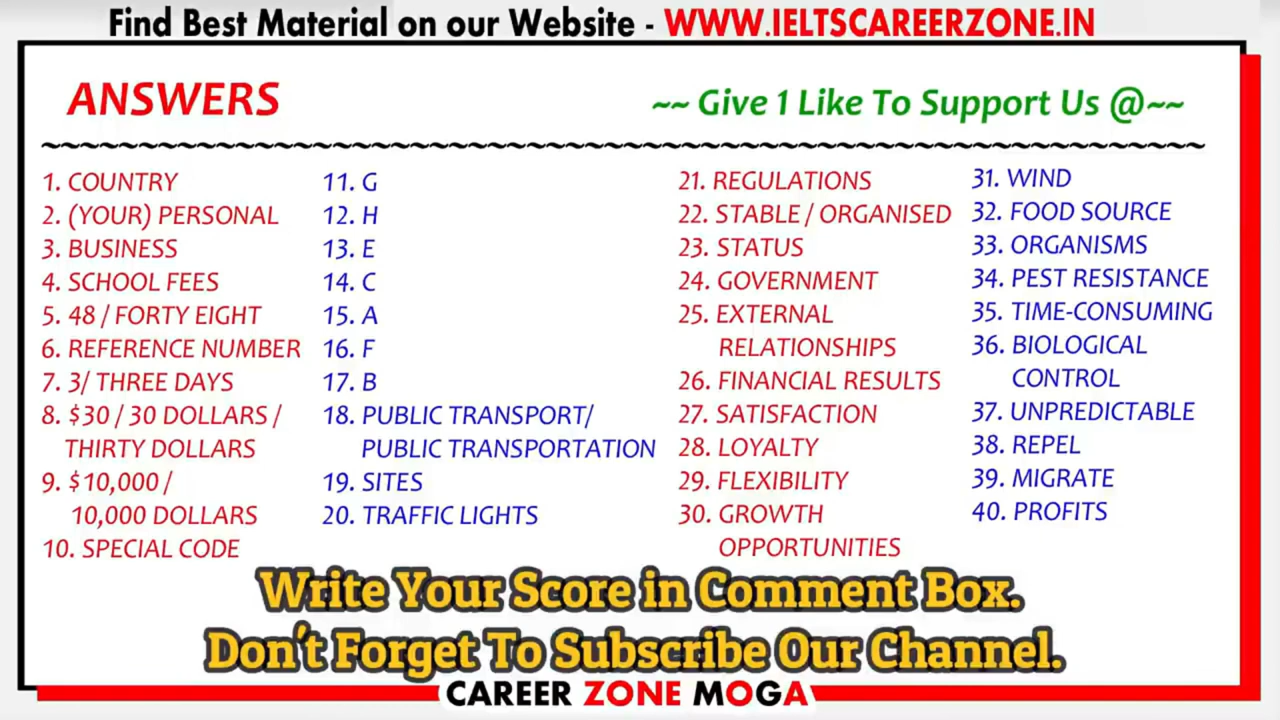 Find Best Material on our Website - WWW.IELTSCAREERZONE.IN
ANSWERS
~~ Give 1 Like To Support Us @~~
1. COUNTRY
2. (YOUR) PERSONAL
3. BUSINESS
4. SCHOOL FEES
5. 48 / FORTY EIGHT
6. REFERENCE NUMBER
7. 3/ THREE DAYS
8. $30 / 30 DOLLARS /
THIRTY DOLLARS
9. $10,000 /
10,000 DOLLARS
10. SPECIAL CODE
11. G
12. H
13. E
14. C
15. A
16. F
17. B
18. PUBLIC TRANSPORT/
PUBLIC TRANSPORTATION
19. SITES
20. TRAFFIC LIGHTS
21. REGULATIONS
22. STABLE / ORGANISED
23. STATUS
24. GOVERNMENT
25. EXTERNAL
RELATIONSHIPS
26. FINANCIAL RESULTS
27. SATISFACTION
28. LOYALTY
29. FLEXIBILITY
30. GROWTH
OPPORTUNITIES
31. WIND
32. FOOD SOURCE
33. ORGANISMS
34. PEST RESISTANCE
35. TIME-CONSUMING
36. BIOLOGICAL
CONTROL
37. UNPREDICTABLE
38. REPEL
39. MIGRATE
40. PROFITS
Write Your Score in Comment Box.
Don't Forget To Subscribe Our Channel.
CAREER ZONE MOGA